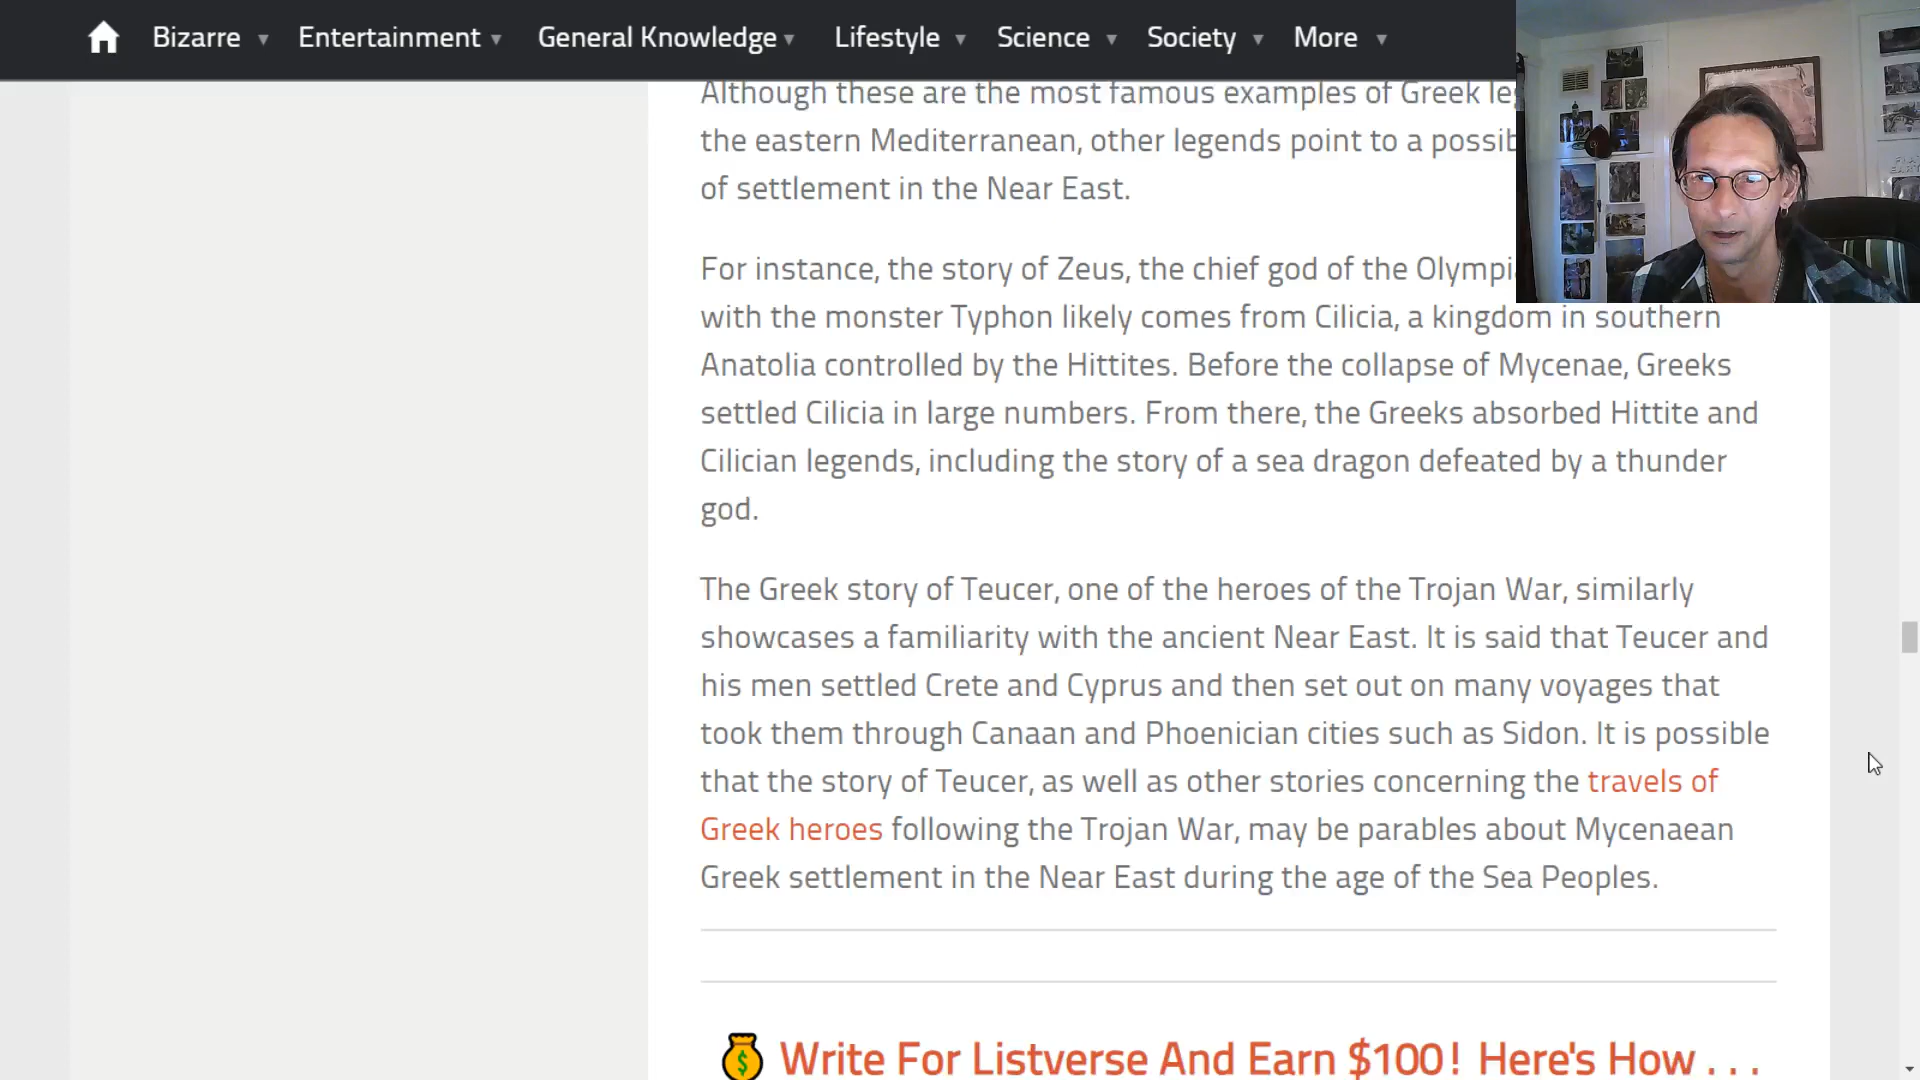 Bizarre Entertainment General Knowledge Lifestyle Science Society More
Although these are the most famous examples of Greek
the eastern Mediterranean, other legends point to a
of settlement in the Near East.
For instance, the story of Zeus, the chief god of the
with the monster Typhon likely comes from Cilicia, a kingdom in southern
Anatolia controlled by the Hittites. Before the collapse of Mycenae, Greeks
settled Cilicia in large numbers. From there, the Greeks absorbed Hittite and
Cilician legends, including the story of a sea dragon defeated by a thunder
god.
The Greek story of Teucer, one of the heroes of the Trojan War, similarly
showcases a familiarity with the ancient Near East. It is said that Teucer and
his men settled Crete and Cyprus and then set out on many voyages that
took them through Canaan and Phoenician cities such as Sidon. It is possible
that the story of Teucer, as well as other stories concerning the travels of
Greek heroes following the Trojan War, may be parables about Mycenaean
Greek settlement in the Near East during the age of the Sea Peoples.
Write For Listverse And Earn $100! Here's How . . .